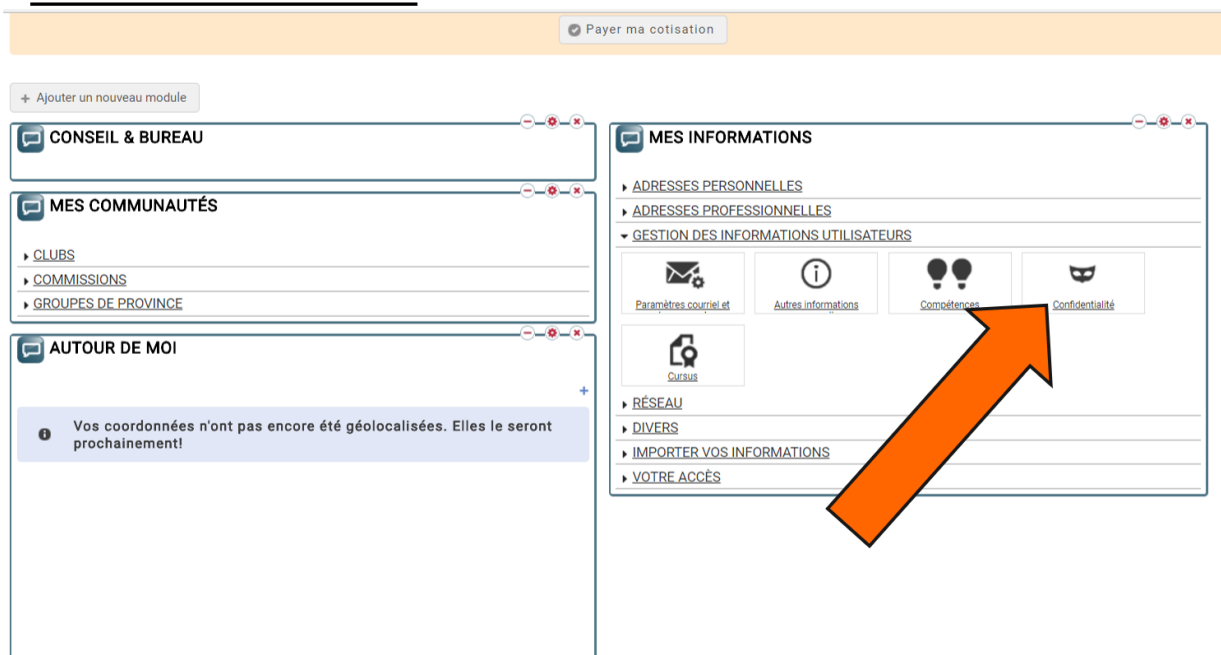 Payer ma cotisation
+ Ajouter un nouveau module
CONSEIL & BUREAU
MES COMMUNAUTÉS
CLUBS
COMMISSIONS
GROUPES DE PROVINCE
AUTOUR DE MOI
+
Vos coordonnées n'ont pas encore été géolocalisées. Elles le seront
prochainement!
MES INFORMATIONS
ADRESSES PERSONNELLES
ADRESSES PROFESSIONNELLES
GESTION DES INFORMATIONS UTILISATEURS
Paramètres courriel et
Autres informations
Compétences
Confidentialité
Cursus
RÉSEAU
DIVERS
IMPORTER VOS INFORMATIONS
VOTRE ACCÈS